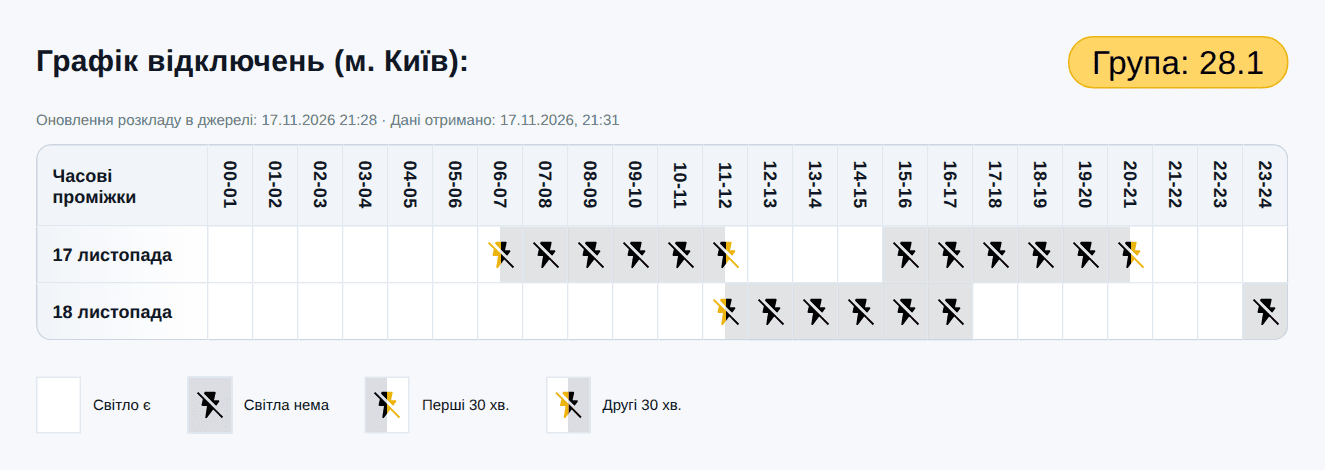 Графік відключень (м. Київ):
Група: 28.1
Оновлення розкладу в джерелі: 17.11.2026 21:28 · Дані отримано: 17.11.2026, 21:31
Часові
проміжки
00-01
01-02
02-03
03-04
04-05
05-06
06-07
07-08
08-09
09-10
10-11
11-12
12-13
13-14
14-15
15-16
16-17
17-18
18-19
19-20
20-21
21-22
22-23
23-24
17 листопада
18 листопада
Світло є
Світла нема
Перші 30 хв.
Другі 30 хв.